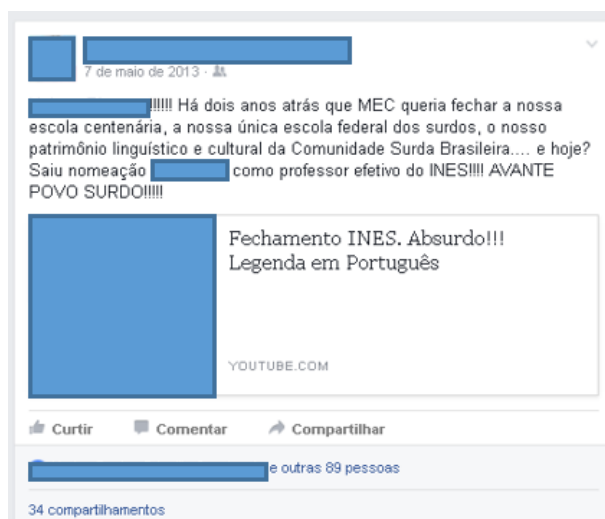 7 de maio de 2013 ·
!!!!!! Há dois anos atrás que MEC queria fechar a nossa
escola centenária, a nossa única escola federal dos surdos, o nosso
patrimônio linguístico e cultural da Comunidade Surda Brasileira.... e hoje?
Saiu nomeação como professor efetivo do INES!!!! AVANTE
POVO SURDO!!!!!
Fechamento INES. Absurdo!!!
Legenda em Português
YOUTUBE.COM
Curtir Comentar Compartilhar
e outras 89 pessoas
34 compartilhamentos